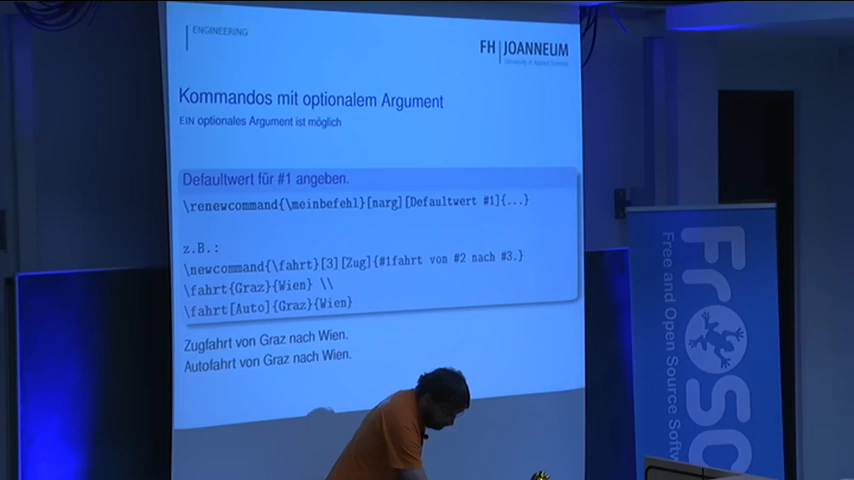 ENGINEERING
FH JOANNEUM
University of Applied Sciences
Kommandos mit optionalem Argument
EIN optionales Argument ist möglich
Defaultwert für #1 angeben.
\renewcommand{\meinbefehl}[narg][Defaultwert #1]{...}
z.B.:
\newcommand{\fahrt}[3][Zug]{#1fahrt von #2 nach #3.}
\fahrt{Graz}{Wien} \\
\fahrt[Auto]{Graz}{Wien}
Zugfahrt von Graz nach Wien.
Autofahrt von Graz nach Wien.
FrOSC
Free and Open Source